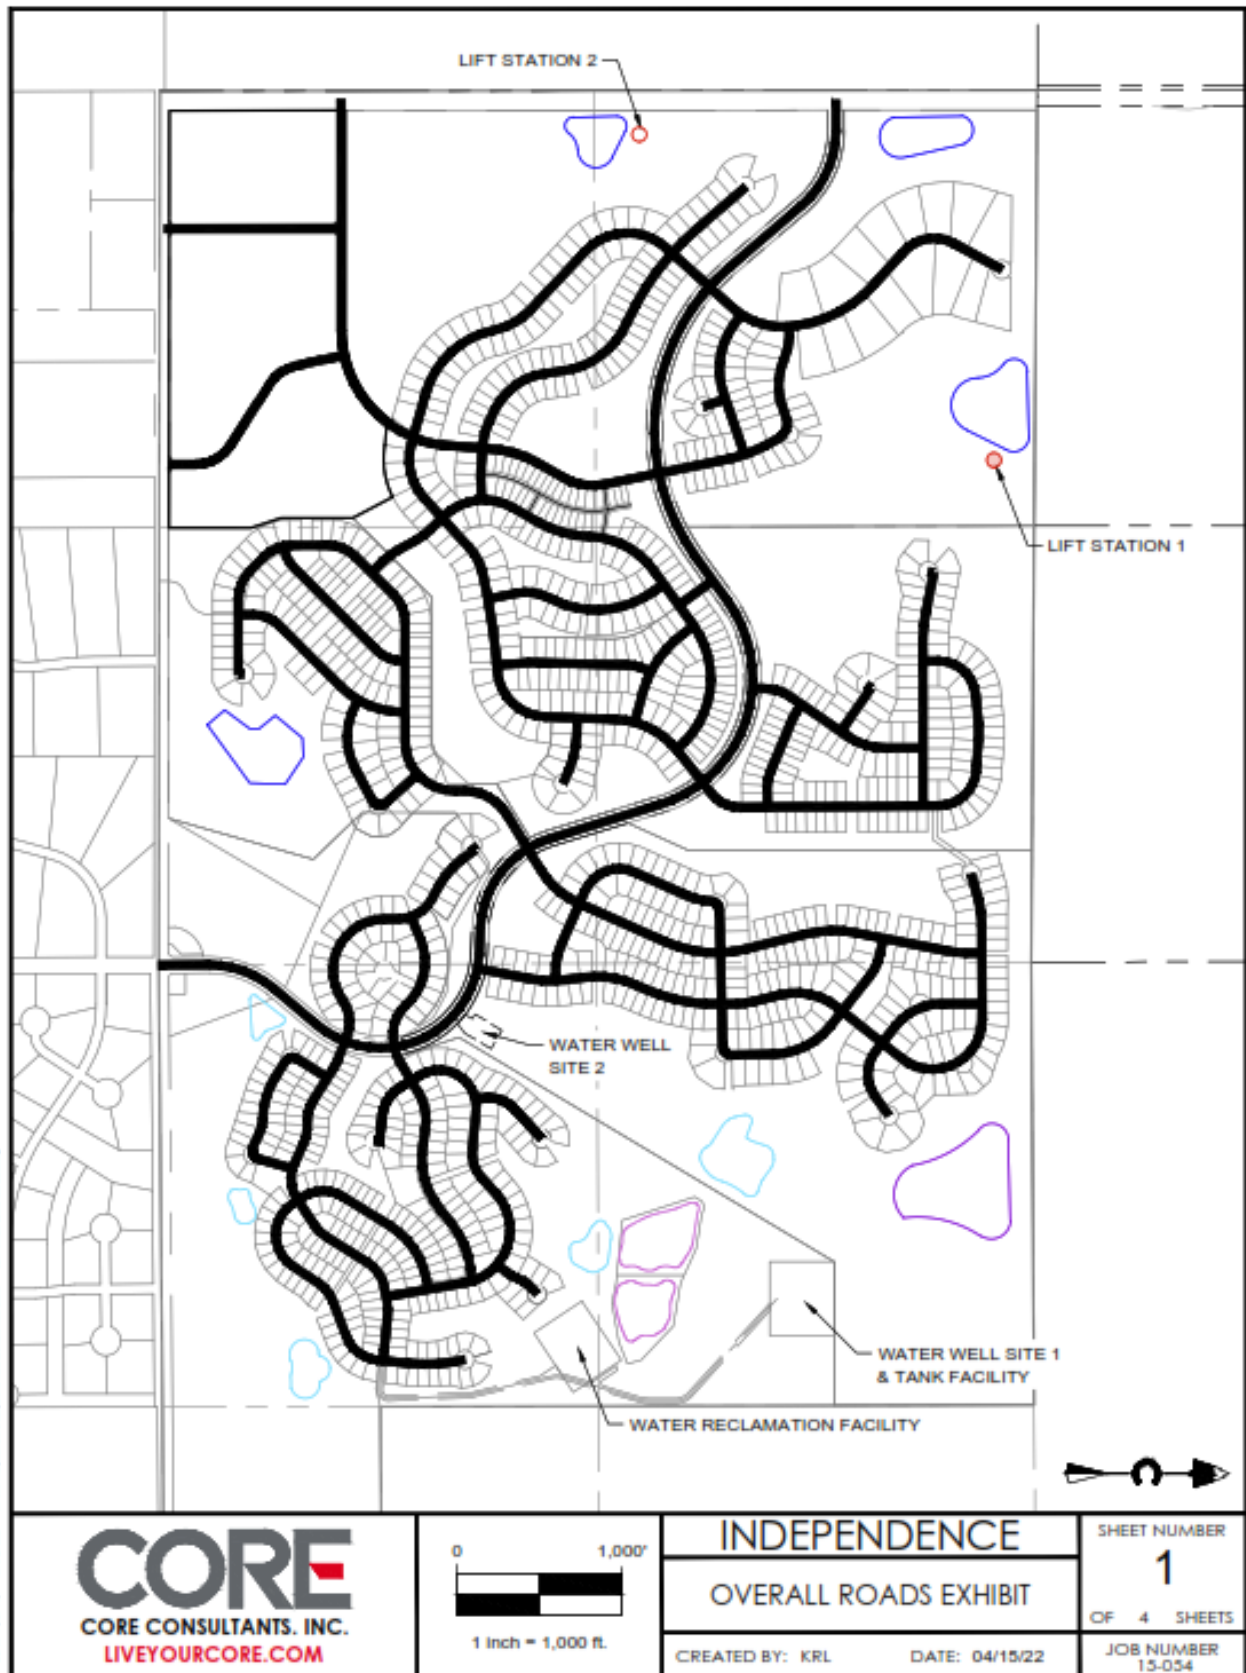 LIFT STATION 2
LIFT STATION 1
WATER WELL
SITE 2
WATER WELL SITE 1
& TANK FACILITY
WATER RECLAMATION FACILITY
CORE
CORE CONSULTANTS. INC.
LIVEYOURCORE.COM
0 1,000'
1 inch = 1,000 ft.
INDEPENDENCE
OVERALL ROADS EXHIBIT
CREATED BY: KRL DATE: 04/15/22
SHEET NUMBER
1
OF 4 SHEETS
JOB NUMBER
15-054